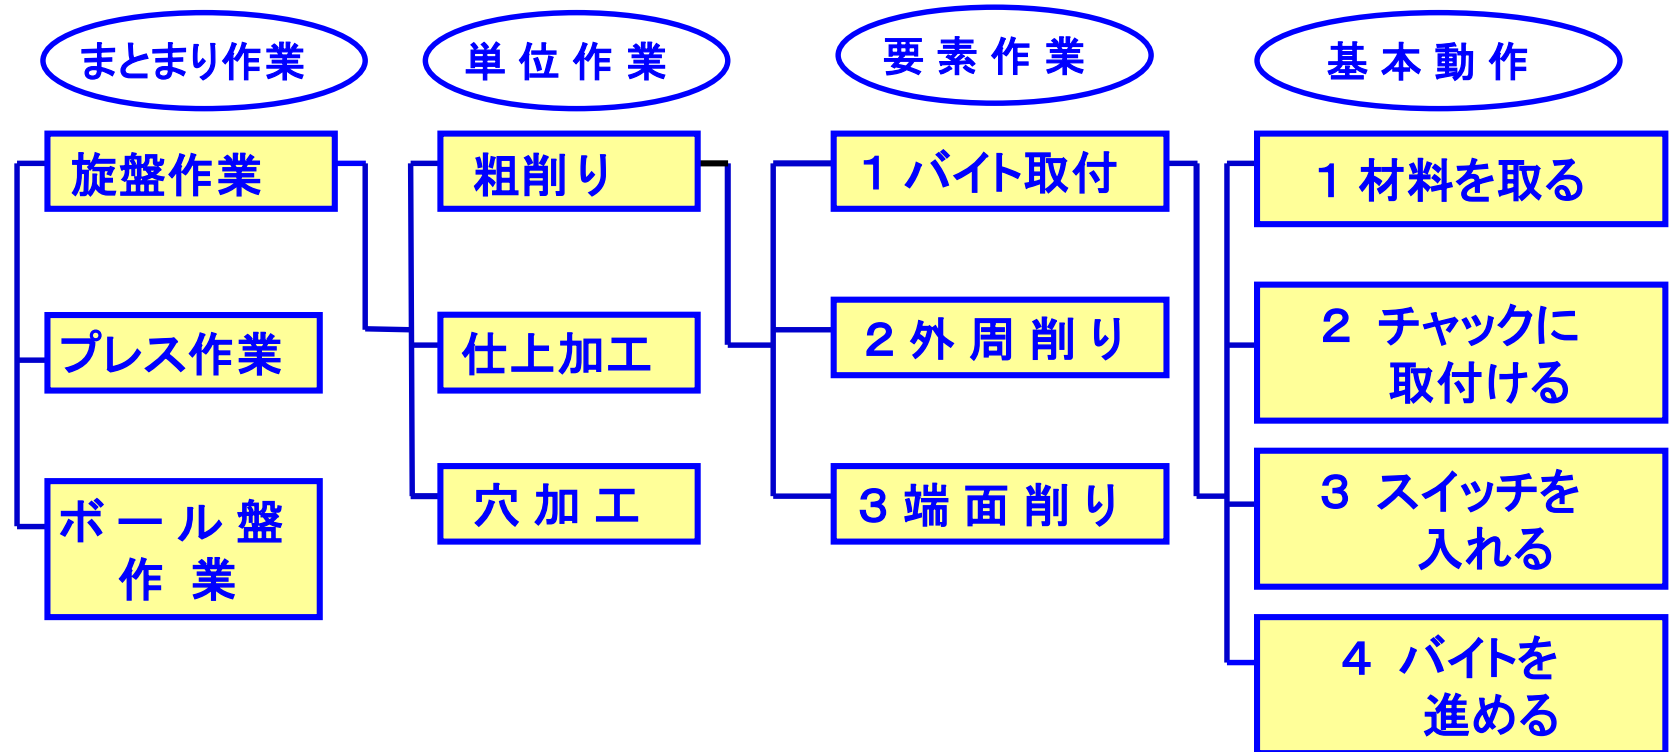 まとまり作業
単位作業
要素作業
基本動作
旋盤作業
プレス作業
ボール盤
作業
粗削り
仕上加工
穴加工
1バイト取付
2外周削り
3端面削り
1材料を取る
2 チャックに
取付ける
3 スイッチを
入れる
4 バイトを
進める